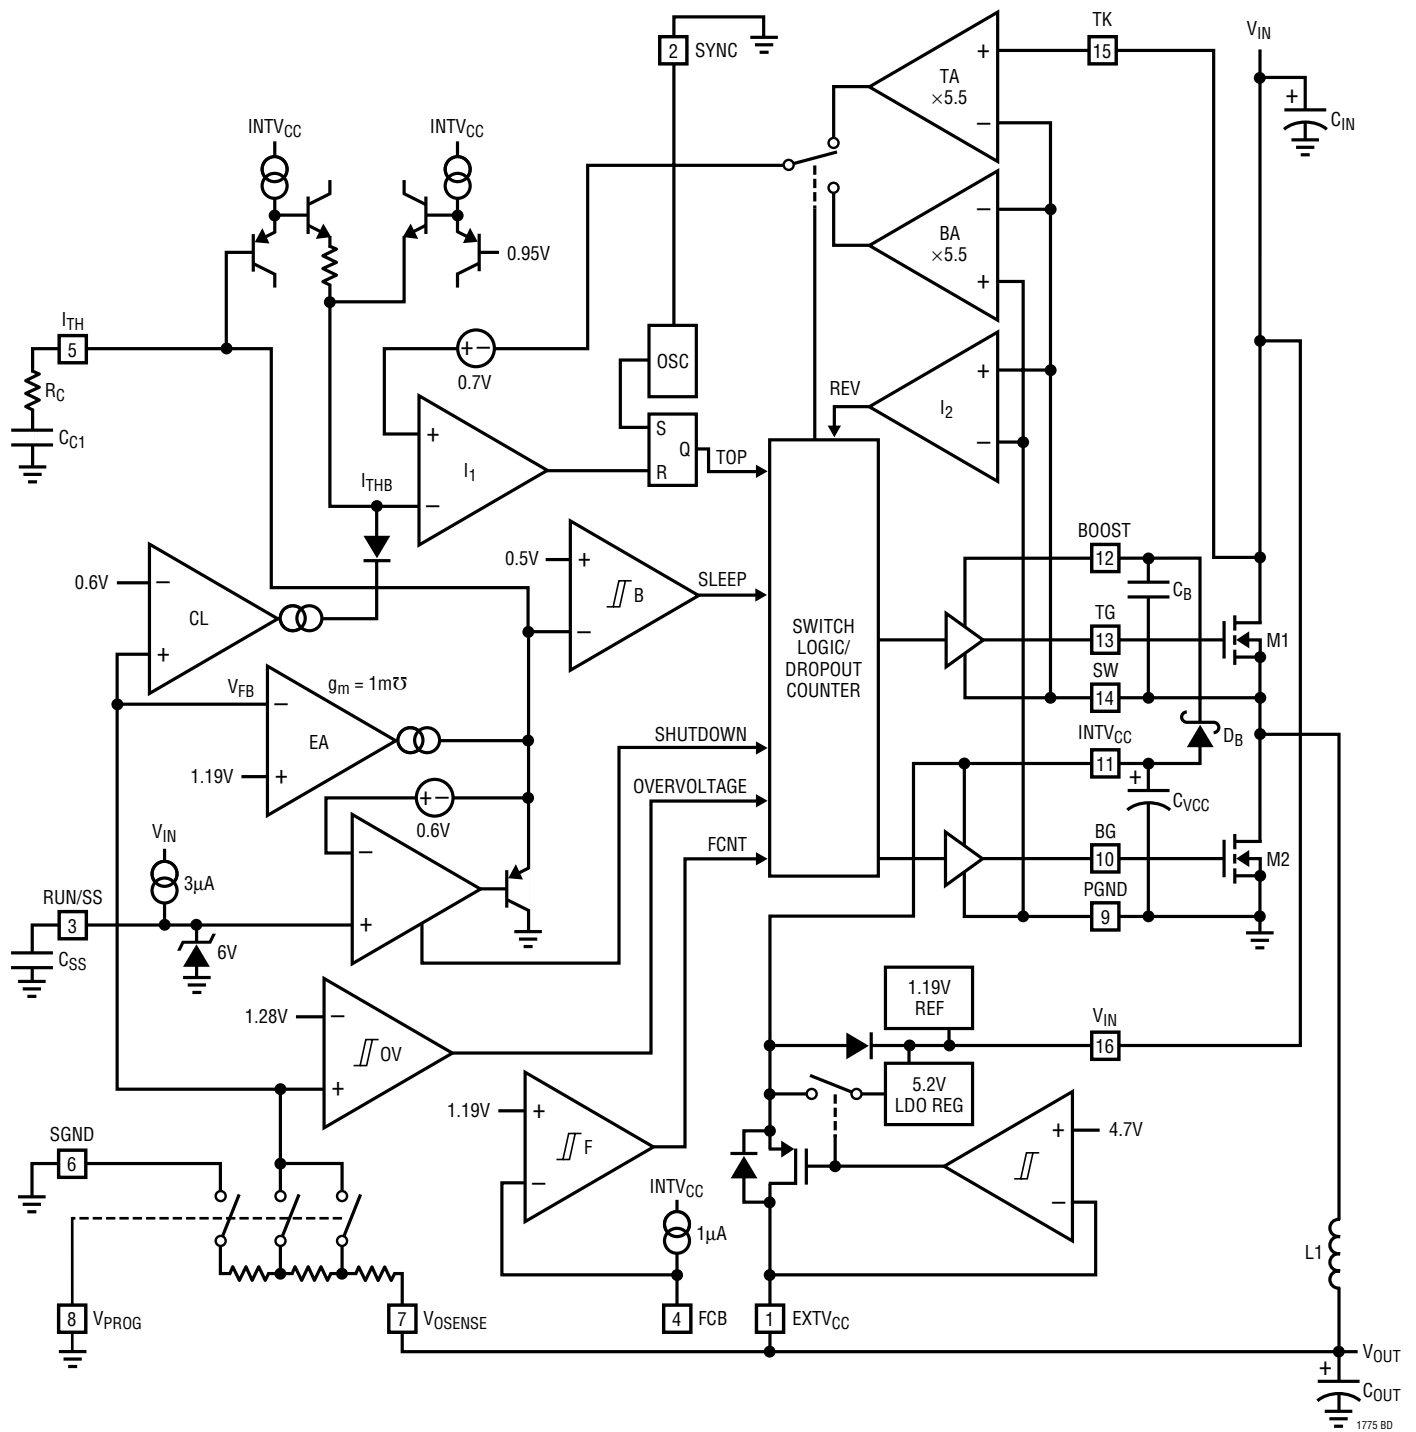 TK
VIN
2
SYNC
15
+
TA
×5.5
−
+
CIN
INTVCC
INTVCC
−
BA
×5.5
+
0.95V
ITH
5
+−
0.7V
OSC
+
I2
−
REV
RC
CC1
S
Q
R
TOP
+
I1
−
ITHB
BOOST
12
CB
0.5V
+
B
−
SLEEP
0.6V
−
CL
+
SWITCH
LOGIC/
DROPOUT
COUNTER
TG
13
M1
SW
14
VFB
gm = 1m℧
−
EA
+
1.19V
SHUTDOWN
INTVCC
11
DB
OVERVOLTAGE
+
CVCC
+−
0.6V
VIN
3µA
−
+
FCNT
BG
10
M2
RUN/SS
3
PGND
9
CSS
6V
1.19V
REF
1.28V
−
OV
+
VIN
16
5.2V
LDO REG
1.19V
+
F
−
+
−
4.7V
SGND
6
INTVCC
1µA
L1
8
VPROG
7
VOSENSE
4
FCB
1
EXTVCC
VOUT
+
COUT
1775 BD